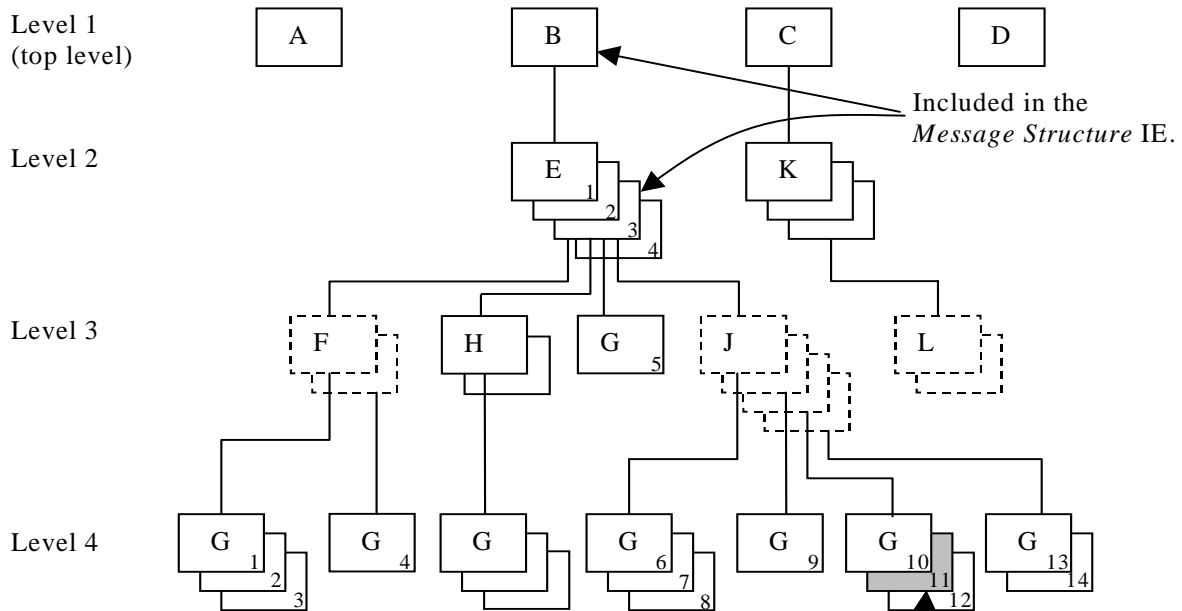 Level 1
(top level)
A
B
C
D
Included in the
Message Structure IE.
Level 2
E
1
2
3
4
K
Level 3
F
H
G
5
J
L
Level 4
G
1
2
3
G
4
G
G
6
7
8
G
9
G
10
11
12
G
13
14